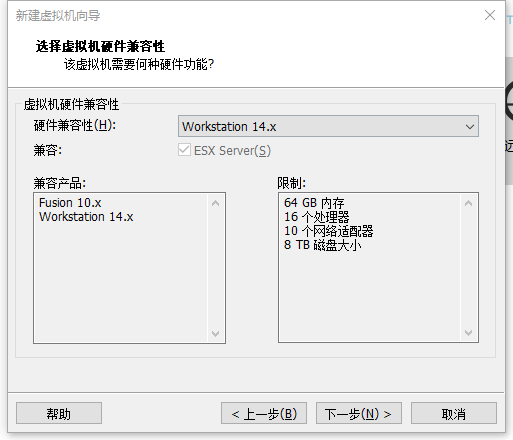 新建虚拟机向导
选择虚拟机硬件兼容性
该虚拟机需要何种硬件功能?
虚拟机硬件兼容性
硬件兼容性(H):
Workstation 14.x
兼容:
ESX Server(S)
兼容产品:
限制:
Fusion 10.x
Workstation 14.x
64 GB 内存
16 个处理器
10 个网络适配器
8 TB 磁盘大小
帮助
< 上一步(B)
下一步(N) >
取消